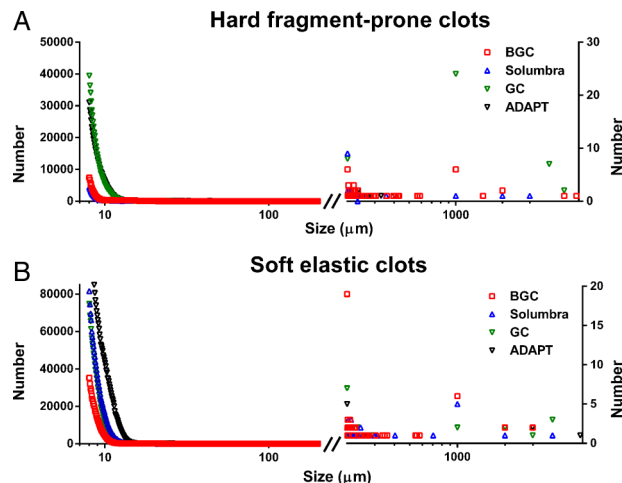 A
Hard fragment-prone clots
50000
40000
30000
20000
10000
0
Number
30
20
10
0
Number
BGC
Solumbra
GC
ADAPT
10
100
1000
Size (μm)
B
Soft elastic clots
80000
60000
40000
20000
0
Number
20
15
10
5
0
Number
BGC
Solumbra
GC
ADAPT
10
100
1000
Size (μm)